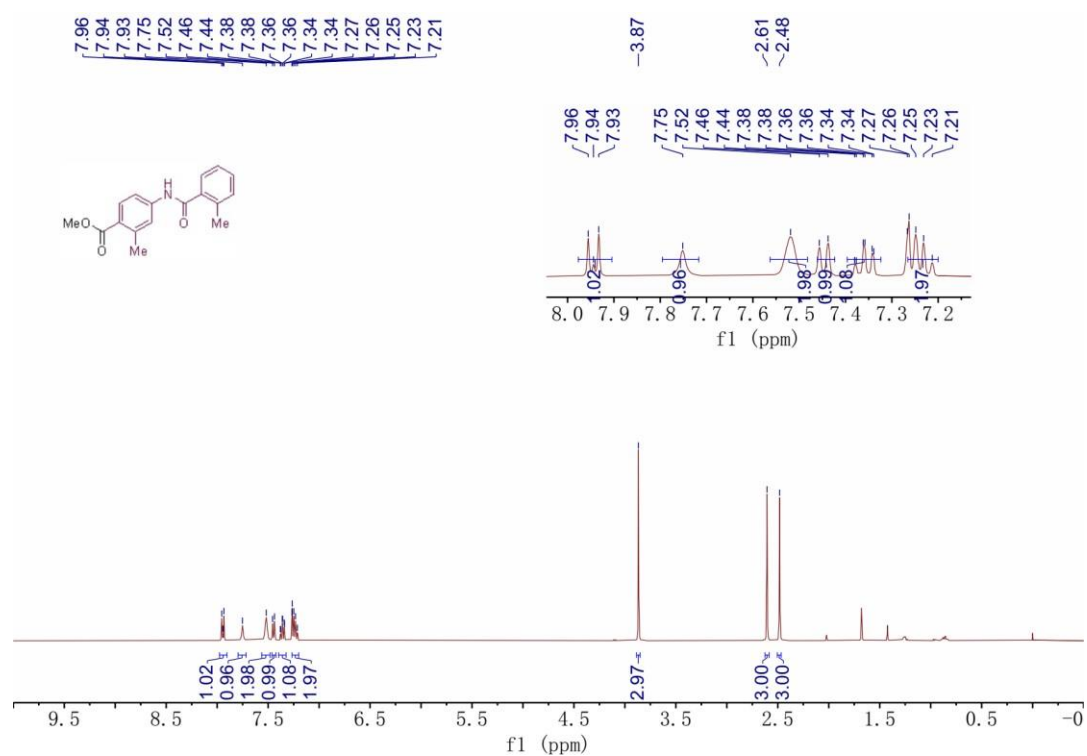 7.96 7.94 7.93 7.75 7.52 7.46 7.44 7.38 7.38 7.36 7.36 7.34 7.34 7.27 7.26 7.25 7.23 7.21
3.87
2.61
2.48
7.96 7.94 7.93 7.75 7.52 7.46 7.44 7.38 7.38 7.36 7.36 7.34 7.34 7.27 7.26 7.25 7.23 7.21
H
N
O
Me
MeO
O
Me
1.02 0.96 1.98 0.99 1.08 1.97
8.0 7.9 7.8 7.7 7.6 7.5 7.4 7.3 7.2
f1 (ppm)
1.02 0.96 1.98 0.99 1.08 1.97 2.97 3.00 3.00
9.5 8.5 7.5 6.5 5.5 4.5 3.5 2.5 1.5 0.5 -0
f1 (ppm)